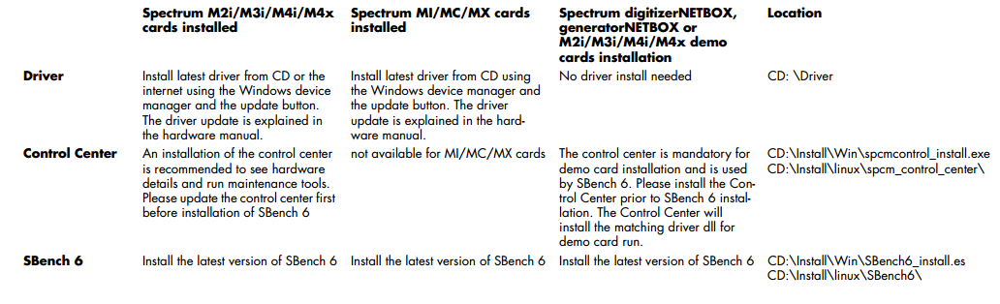 Spectrum M2i/M3i/M4i/M4x
cards installed
Spectrum MI/MC/MX cards
installed
Spectrum digitizerNETBOX,
generatorNETBOX or
M2i/M3i/M4i/M4x demo
cards installation
Location
Driver
Install latest driver from CD or the
internet using the Windows device
manager and the update button.
The driver update is explained in
the hardware manual.
Install latest driver from CD using
the Windows device manager and
the update button. The driver
update is explained in the hard-
ware manual.
No driver install needed
CD: \Driver
Control Center
An installation of the control center
is recommended to see hardware
details and run maintenance tools.
Please update the control center first
before installation of SBench 6
not available for MI/MC/MX cards
The control center is mandatory for
demo card installation and is used
by SBench 6. Please install the Con-
trol Center prior to SBench 6 instal-
lation. The Control Center will
install the matching driver dll for
demo card run.
CD:\Install\Win\spcmcontrol_install.exe
CD:\Install\linux\spcm_control_center\
SBench 6
Install the latest version of SBench 6
Install the latest version of SBench 6
Install the latest version of SBench 6
CD:\Install\Win\SBench6_install.es
CD:\Install\linux\SBench6\